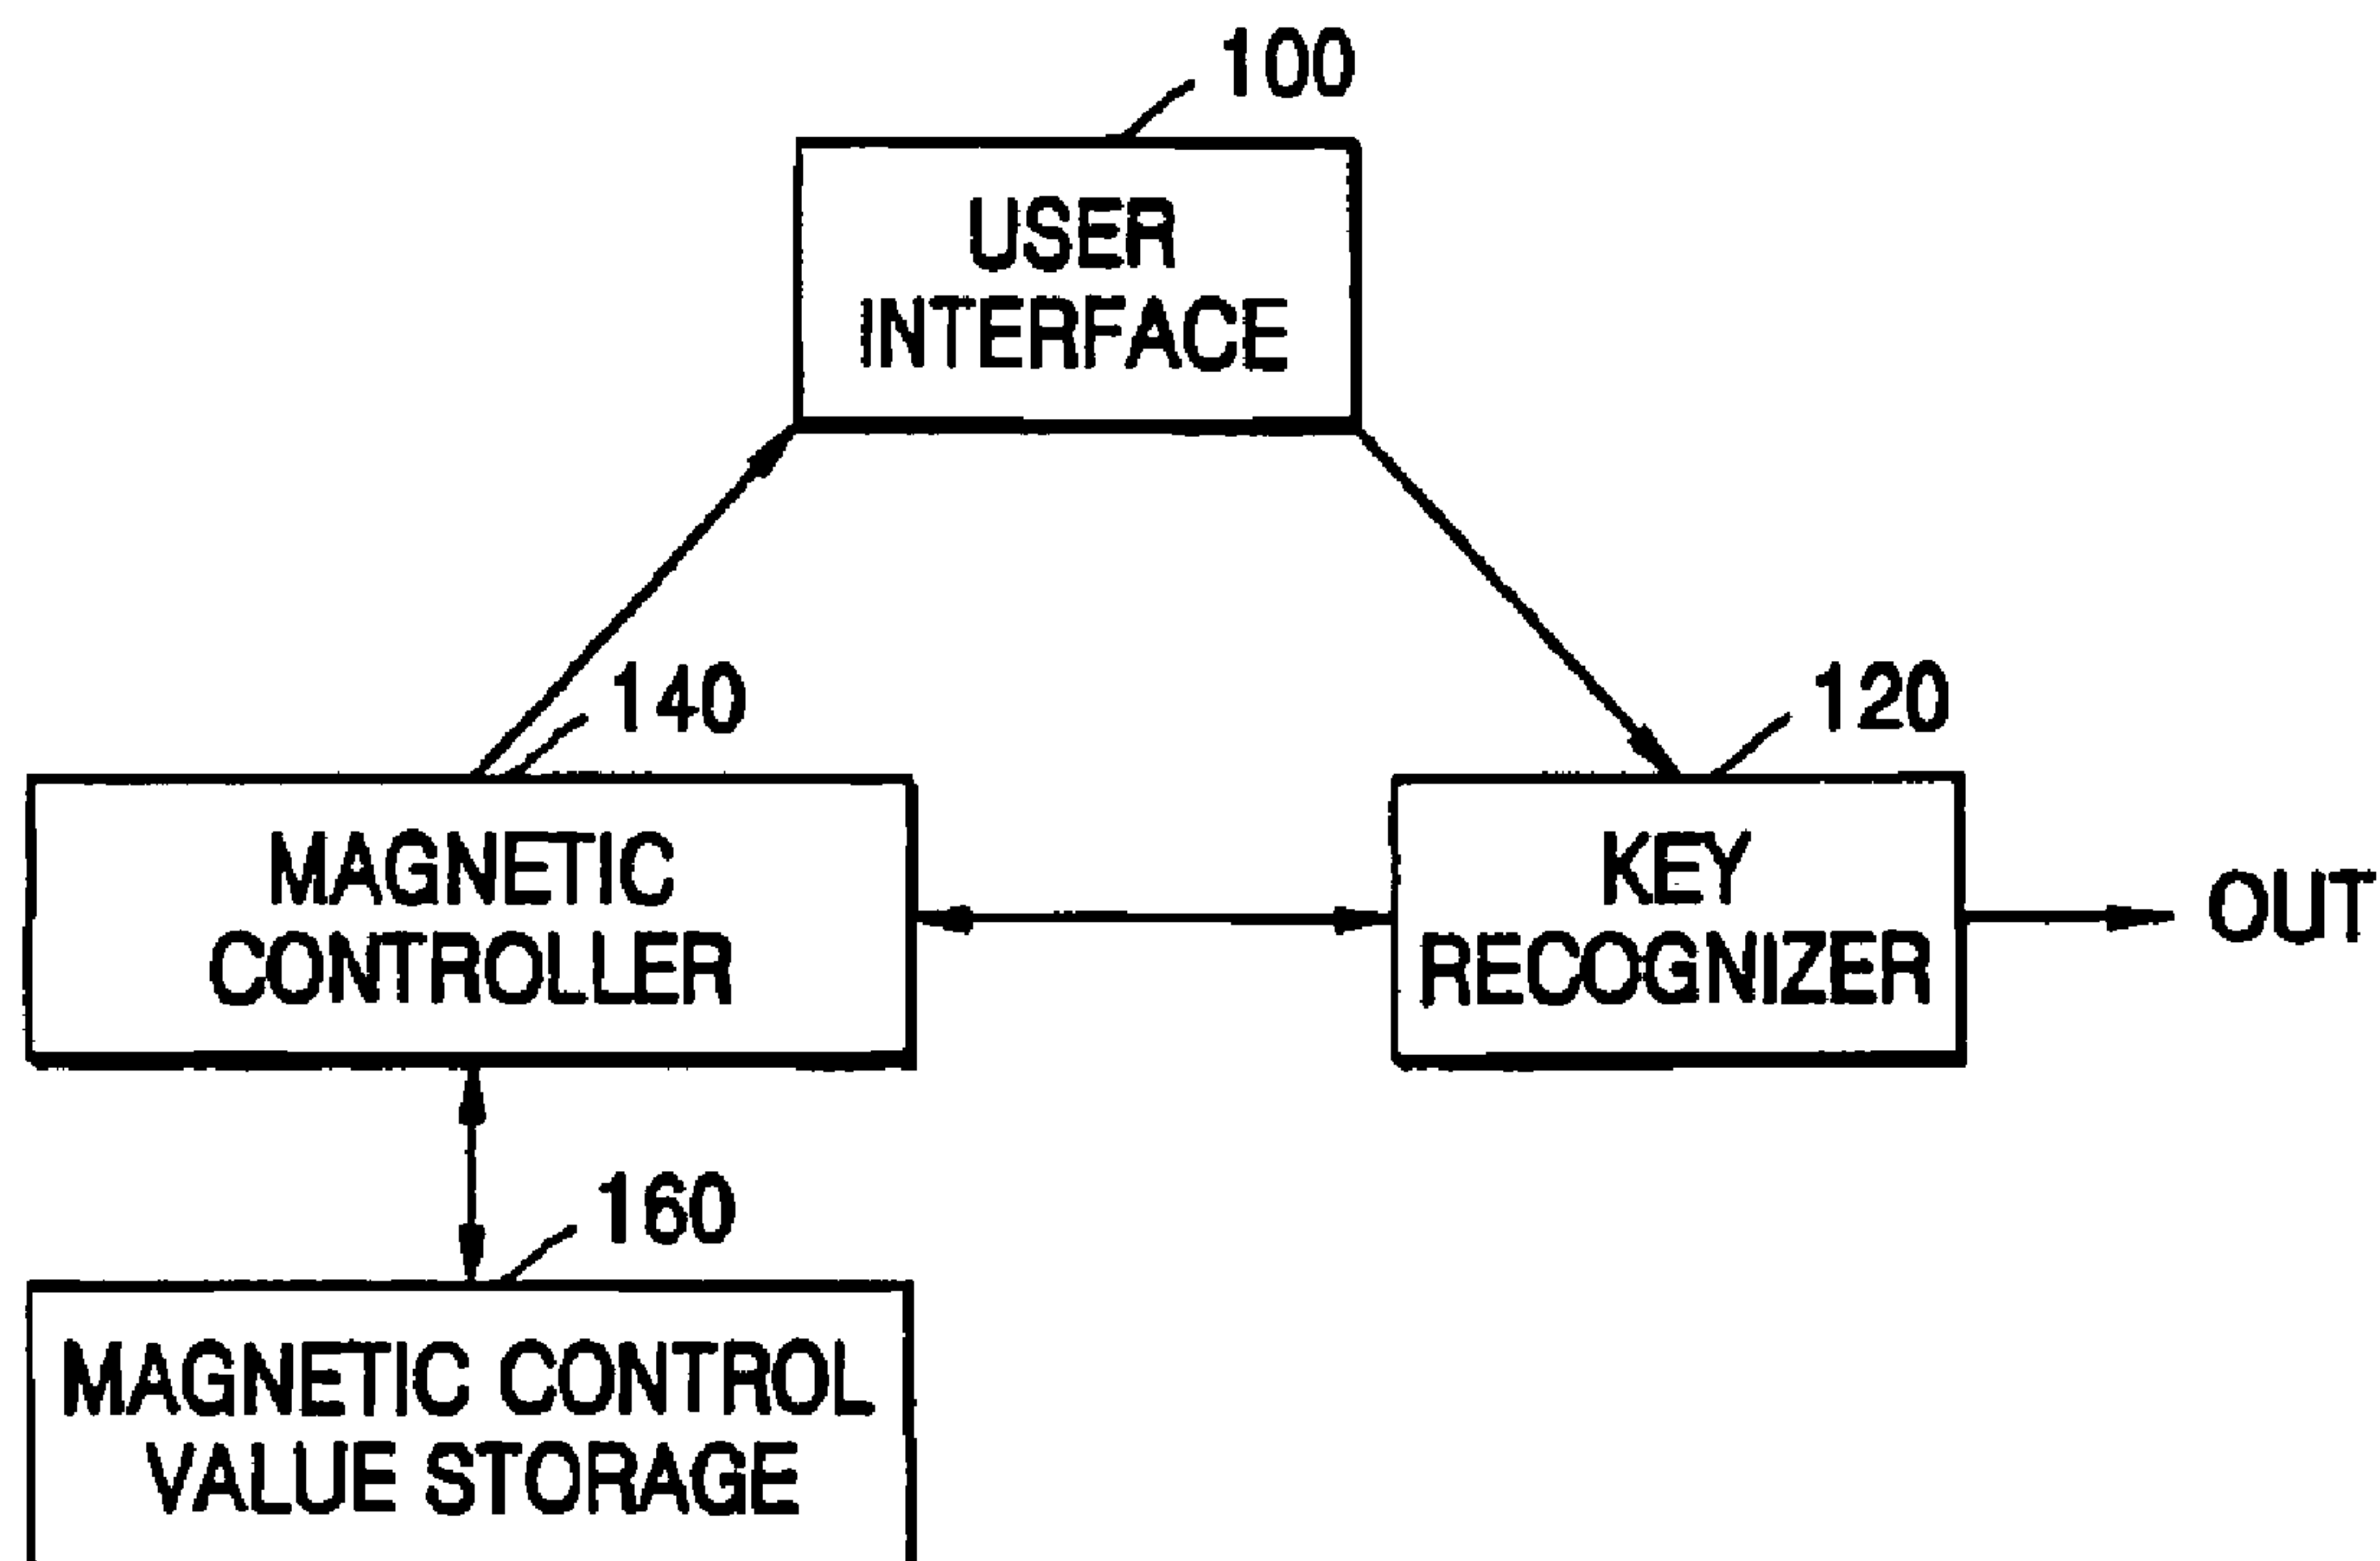 100
USER
INTERFACE
140
120
MAGNETIC
CONTROLLER
KEY
RECOGNIZER
OUT
160
MAGNETIC CONTROL
VALUE STORAGE